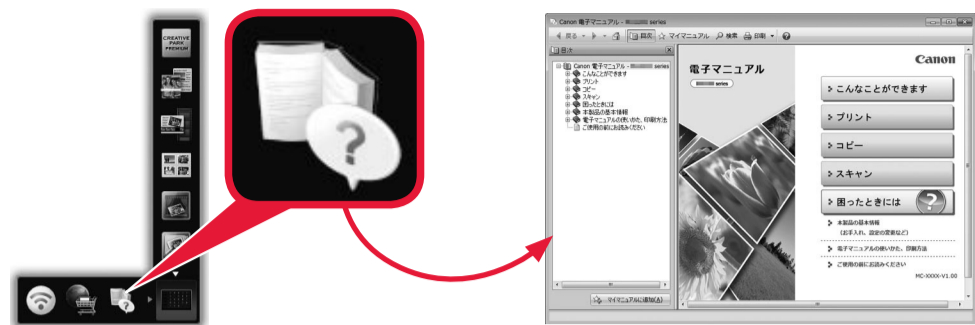 CREATIVE
PARK
PREMIUM
?
?
Canon 電子マニュアル - series
戻る
目次
マイマニュアル
検索
印刷
目次
Canon 電子マニュアル - series
こんなことができます
プリント
コピー
スキャン
困ったときには
本製品の基本情報
電子マニュアルの使いかた、印刷方法
ご使用の前にお読みください
マイマニュアルに追加(A)
電子マニュアル
series
Canon
こんなことができます
プリント
コピー
スキャン
困ったときには
?
本製品の基本情報
(お手入れ、設定の変更など)
電子マニュアルの使いかた、印刷方法
ご使用の前にお読みください
MC-XXXX-V1.00